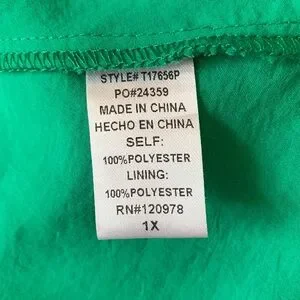 STYLE# T17656P
PO#24359
MADE IN CHINA
HECHO EN CHINA
SELF:
100%POLYESTER
LINING:
100%POLYESTER
RN#120978
1X